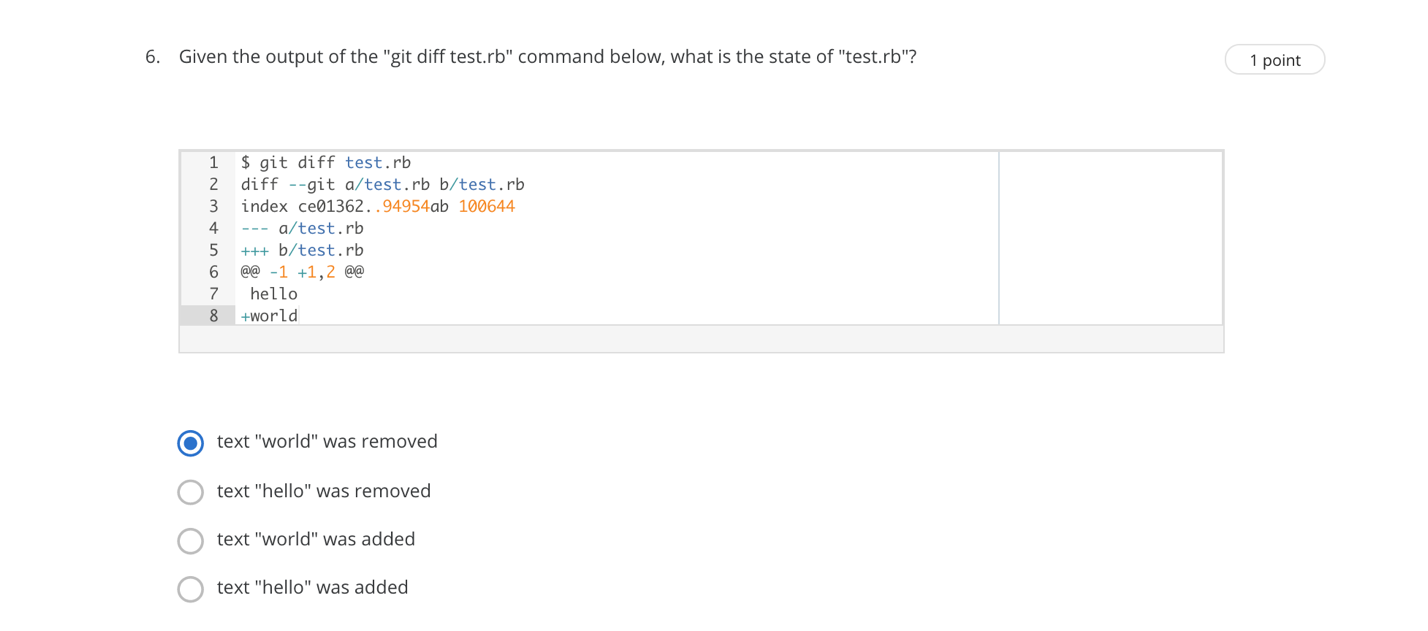 6. Given the output of the "git diff test.rb" command below, what is the state of "test.rb"?
1 point
1 $ git diff test.rb
2 diff --git a/test.rb b/test.rb
3 index ce01362..94954ab 100644
4 --- a/test.rb
5 +++ b/test.rb
6 @@ -1 +1,2 @@
7  hello
8 +world
text "world" was removed
text "hello" was removed
text "world" was added
text "hello" was added